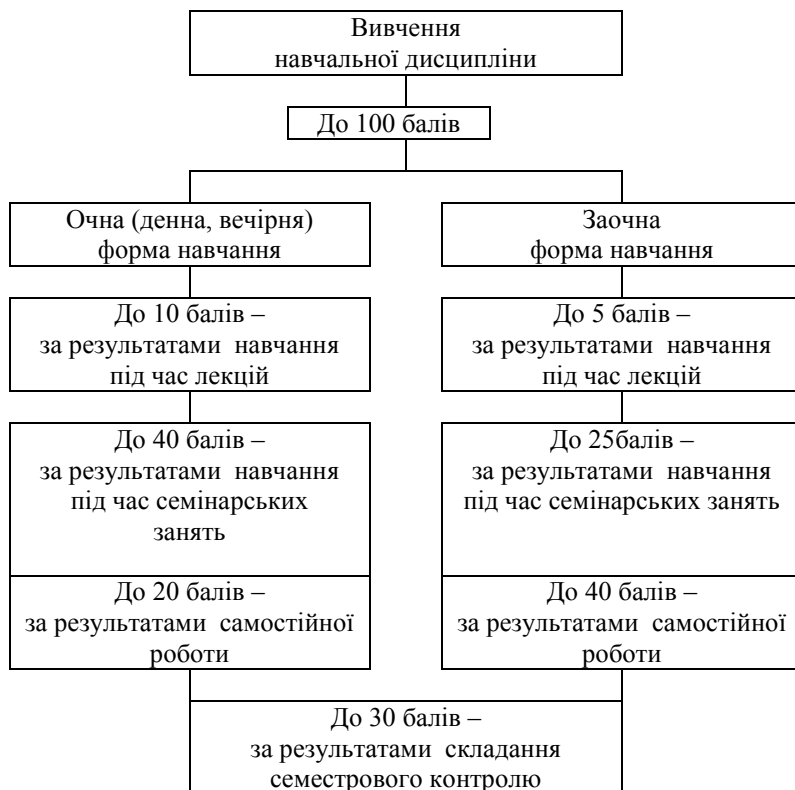 Вивчення
навчальної дисципліни
До 100 балів
Очна (денна, вечірня)
форма навчання
Заочна
форма навчання
До 10 балів –
за результатами навчання
під час лекцій
До 5 балів –
за результатами навчання
під час лекцій
До 40 балів –
за результатами навчання
під час семінарських
занять
До 25балів –
за результатами навчання
під час семінарських занять
До 20 балів –
за результатами самостійної
роботи
До 40 балів –
за результатами самостійної
роботи
До 30 балів –
за результатами складання
семестрового контролю